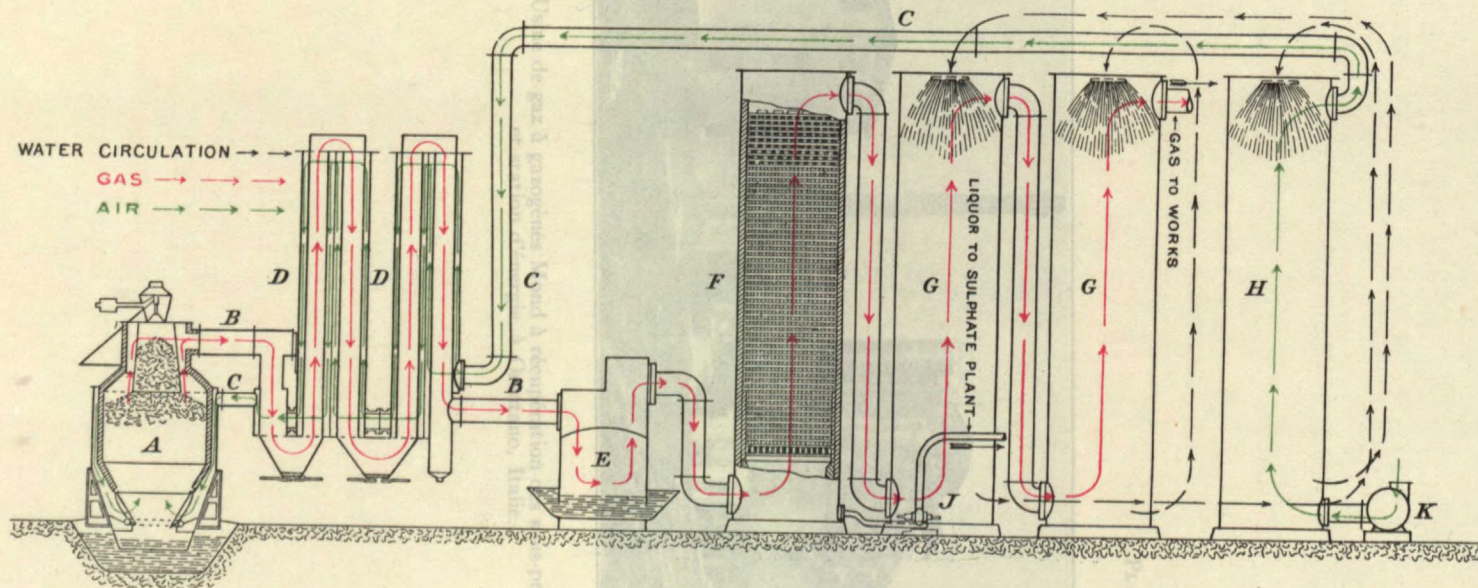 C
WATER CIRCULATION
GAS
AIR
D
D
C
F
G
LIQUOR TO SULPHATE PLANT
G
GAS TO WORKS
H
B
C
B
A
E
J
K